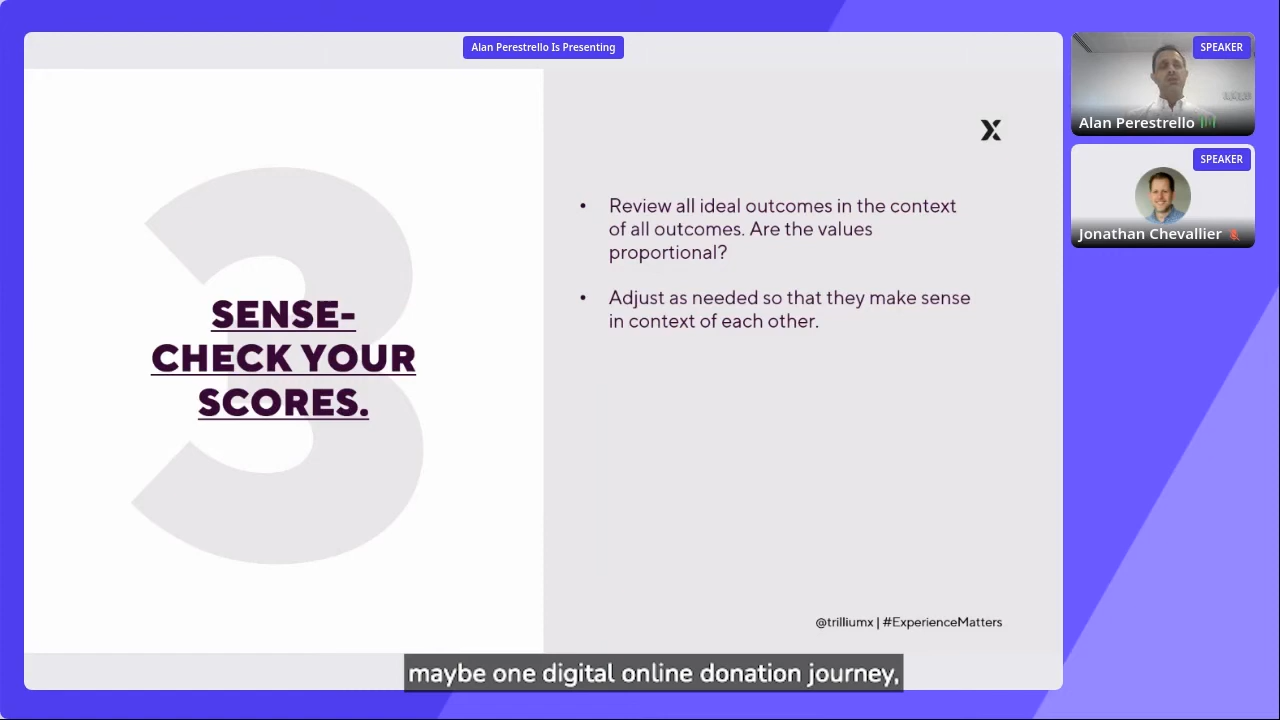 Alan Perestrello Is Presenting
SPEAKER
Alan Perestrello
SPEAKER
Jonathan Chevallier
X
3
SENSE-
CHECK YOUR
SCORES.
• Review all ideal outcomes in the context
of all outcomes. Are the values
proportional?
• Adjust as needed so that they make sense
in context of each other.
@trilliumx | #ExperienceMatters
maybe one digital online donation journey,